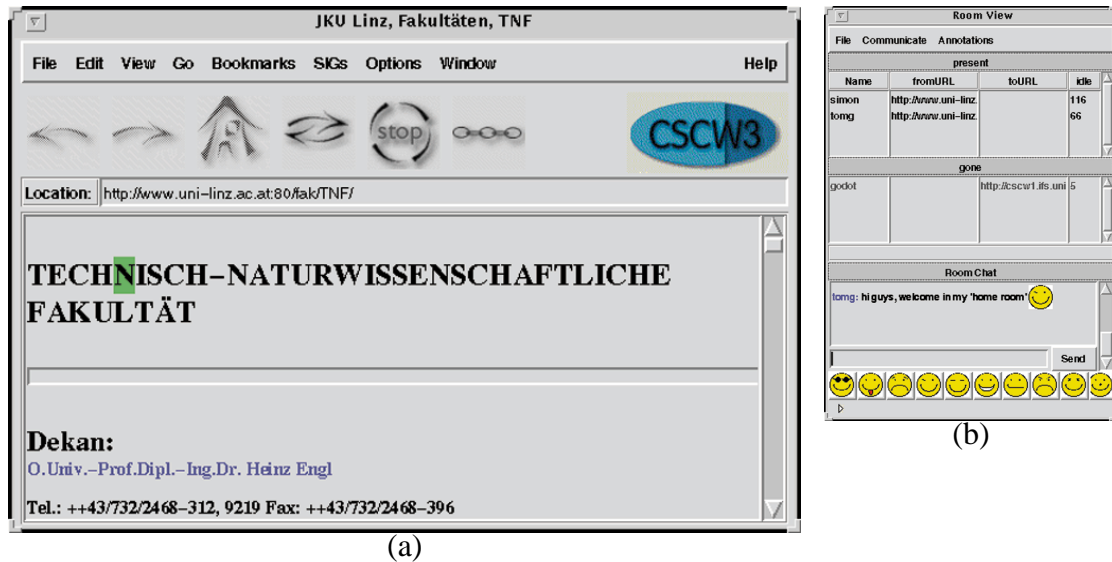 JKU Linz, Fakultäten, TNF
File Edit View Go Bookmarks SIGs Options Window Help
stop
CSCW3
Location: http://www.uni-linz.ac.at:80/fak/TNF/
TECHNISCH-NATURWISSENSCHAFTLICHE
FAKULTÄT
Dekan:
O.Univ.-Prof.Dipl.-Ing.Dr. Heinz Engl
Tel.: ++43/732/2468-312, 9219 Fax: ++43/732/2468-396
(a)
Room View
File Communicate Annotations
present
Name fromURL toURL idle
simon http://www.uni-linz. 116
tomg http://www.uni-linz. 66
gone
godot http://cscw1.ifs.uni 5
Room Chat
tomg: hi guys, welcome in my 'home room'
Send
(b)